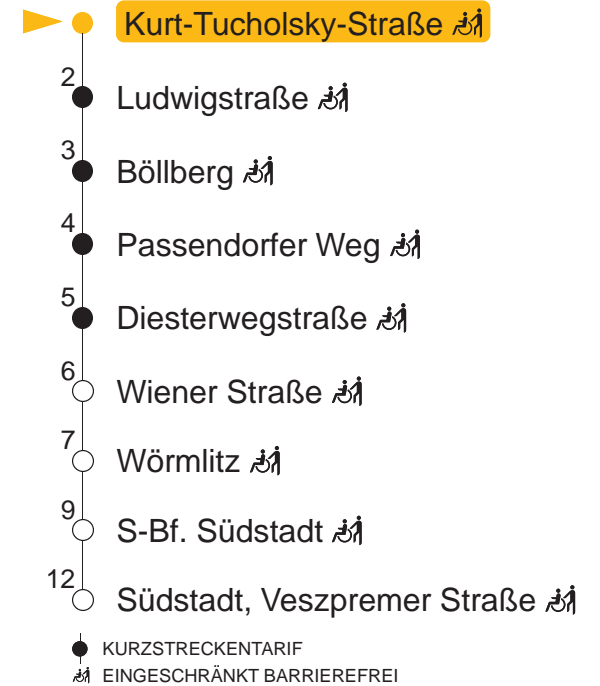 Kurt-Tucholsky-Straße
2
Ludwigstraße
3
Böllberg
4
Passendorfer Weg
5
Diesterwegstraße
6
Wiener Straße
7
Wörmlitz
9
S-Bf. Südstadt
12
Südstadt, Veszpremer Straße
KURZSTRECKENTARIF
EINGESCHRÄNKT BARRIEREFREI